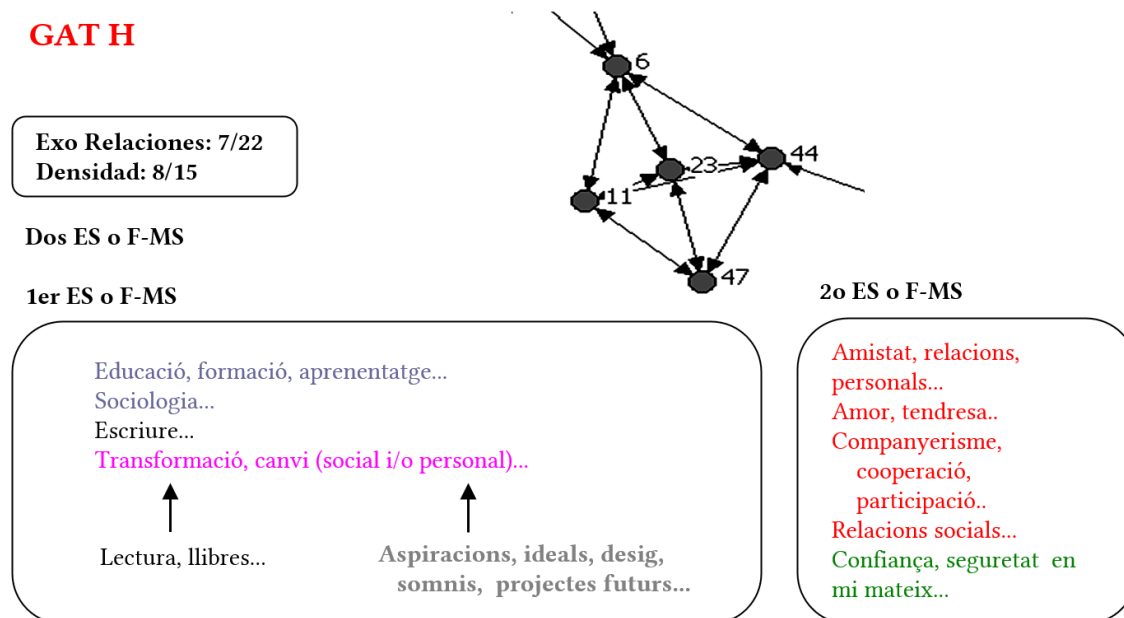 GAT H
6
44
23
11
47
Exo Relaciones: 7/22
Densidad: 8/15
Dos ES o F-MS
1er ES o F-MS
Educació, formació, aprenentatge...
Sociologia...
Escriure...
Transformació, canvi (social i/o personal)...
Lectura, llibres...
Aspiracions, ideals, desig,
somnis, projectes futurs...
2o ES o F-MS
Amistat, relacions,
personals...
Amor, tendresa..
Companyerisme,
cooperació,
participació..
Relacions socials...
Confiança, seguretat en
mi mateix...